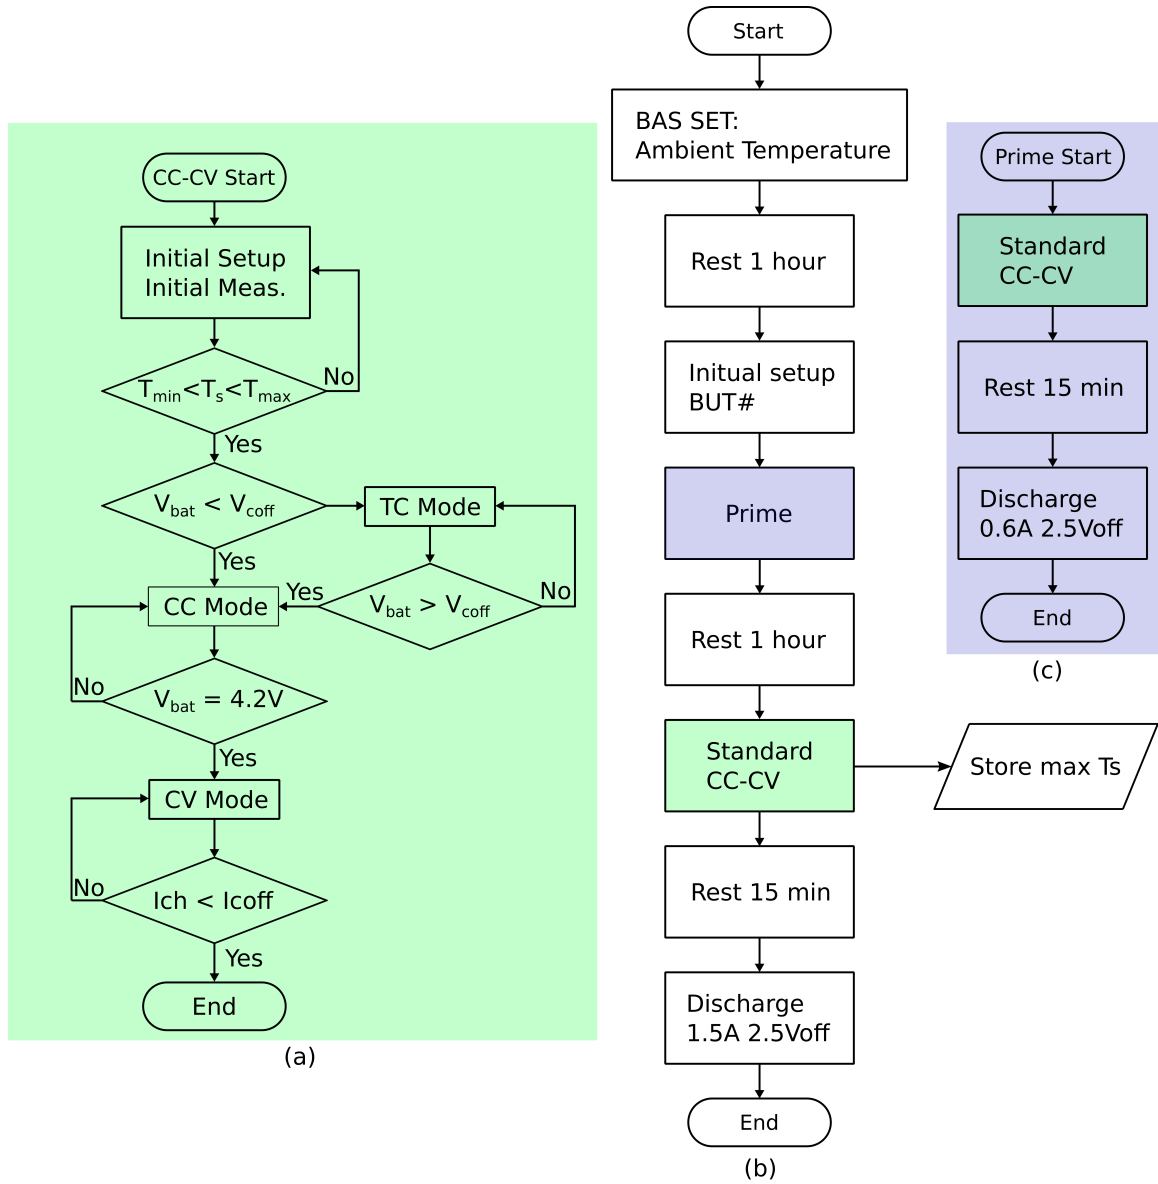 CC-CV Start
Initial Setup
Initial Meas.
Tmin<Ts<Tmax
No
Yes
Vbat < Vcoff
TC Mode
Yes
Vbat > Vcoff
No
Yes
CC Mode
Vbat = 4.2V
No
Yes
CV Mode
Ich < Icoff
No
Yes
End
(a)
Start
BAS SET:
Ambient Temperature
Rest 1 hour
Initual setup
BUT#
Prime
Rest 1 hour
Standard
CC-CV
Store max Ts
Rest 15 min
Discharge
1.5A 2.5Voff
End
(b)
Prime Start
Standard
CC-CV
Rest 15 min
Discharge
0.6A 2.5Voff
End
(c)